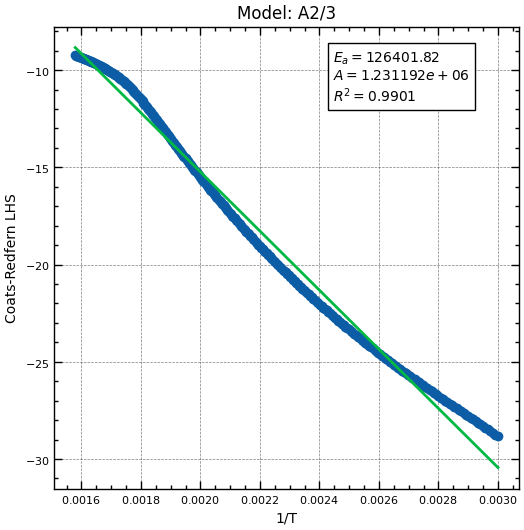 Model: A2/3
E_a = 126401.82
A = 1.231192e + 06
R² = 0.9901
−10
−15
−20
−25
−30
Coats-Redfern LHS
0.0016 0.0018 0.0020 0.0022 0.0024 0.0026 0.0028 0.0030
1/T